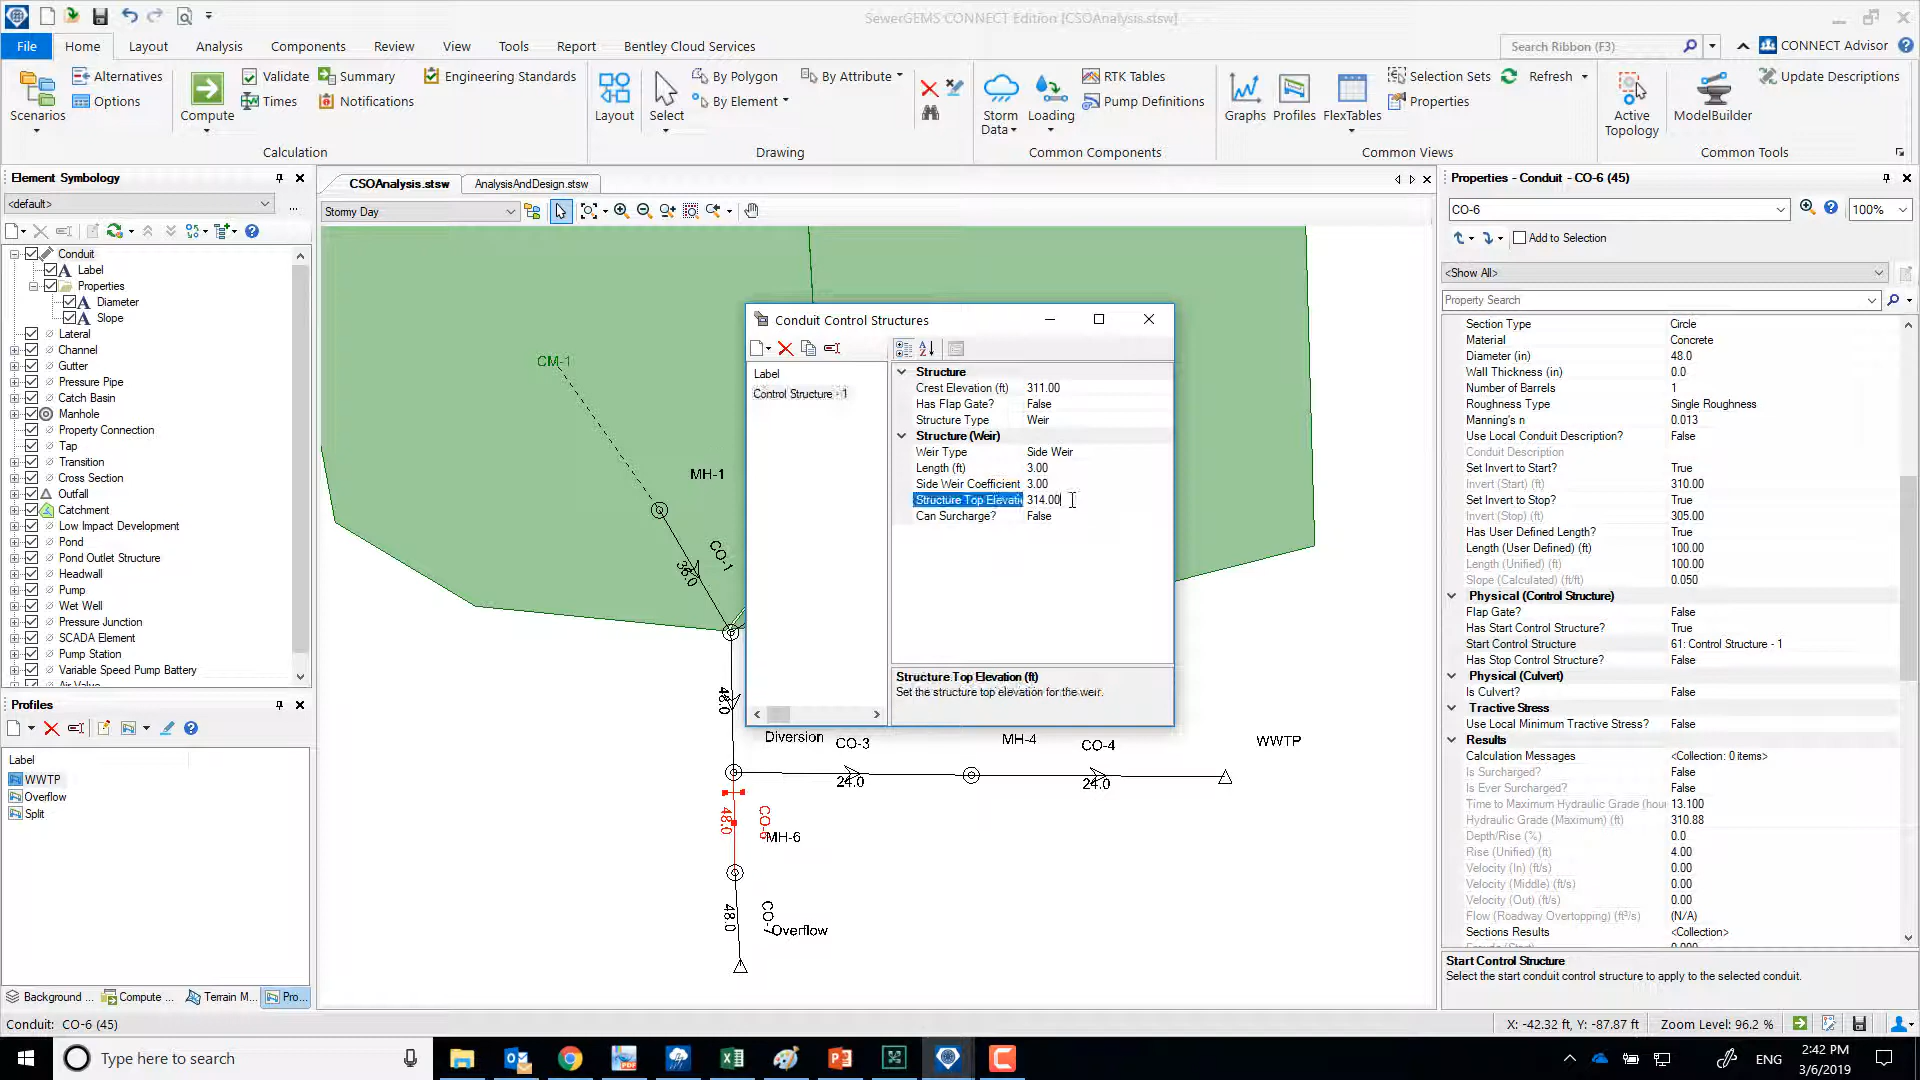 SewerGEMS CONNECT Edition [CSOAnalysis.stsw]
File Home Layout Analysis Components Review View Tools Report Bentley Cloud Services
Search Ribbon (F3) CONNECT Advisor
Scenarios Alternatives Options Compute Validate Times Summary Notifications Engineering Standards
Layout Select By Polygon By Element By Attribute
Storm Data Loading RTK Tables Pump Definitions
Graphs Profiles FlexTables Selection Sets Properties Refresh
Active Topology ModelBuilder Update Descriptions
Calculation Drawing Common Components Common Views Common Tools
Element Symbology
<default>
Conduit
Label
Properties
Diameter
Slope
Lateral
Channel
Gutter
Pressure Pipe
Catch Basin
Manhole
Property Connection
Tap
Transition
Cross Section
Outfall
Catchment
Low Impact Development
Pond
Pond Outlet Structure
Headwall
Pump
Wet Well
Pressure Junction
SCADA Element
Pump Station
Variable Speed Pump Battery
Air Valve
Profiles
Label
WWTP
Overflow
Split
Background ... Compute ... Terrain M... Pro...
CSOAnalysis.stsw AnalysisAndDesign.stsw
Stormy Day
CM-1
MH-1
CO-1
36.0
48.0
Diversion
CO-3
24.0
MH-4
CO-4
24.0
WWTP
CO-6
48.0
MH-6
CO-7
48.0
Overflow
Conduit Control Structures
Label
Control Structure - 1
Structure
Crest Elevation (ft) 311.00
Has Flap Gate? False
Structure Type Weir
Structure (Weir)
Weir Type Side Weir
Length (ft) 3.00
Side Weir Coefficient 3.00
Structure Top Elevati 314.00
Can Surcharge? False
Structure Top Elevation (ft)
Set the structure top elevation for the weir.
Properties - Conduit - CO-6 (45)
CO-6 100%
Add to Selection
<Show All>
Property Search
Section Type Circle
Material Concrete
Diameter (in) 48.0
Wall Thickness (in) 0.0
Number of Barrels 1
Roughness Type Single Roughness
Manning's n 0.013
Use Local Conduit Description? False
Conduit Description
Set Invert to Start? True
Invert (Start) (ft) 310.00
Set Invert to Stop? True
Invert (Stop) (ft) 305.00
Has User Defined Length? True
Length (User Defined) (ft) 100.00
Length (Unified) (ft) 100.00
Slope (Calculated) (ft/ft) 0.050
Physical (Control Structure)
Flap Gate? False
Has Start Control Structure? True
Start Control Structure 61: Control Structure - 1
Has Stop Control Structure? False
Physical (Culvert)
Is Culvert? False
Tractive Stress
Use Local Minimum Tractive Stress? False
Results
Calculation Messages <Collection: 0 items>
Is Surcharged? False
Is Ever Surcharged? False
Time to Maximum Hydraulic Grade (hour 13.100
Hydraulic Grade (Maximum) (ft) 310.88
Depth/Rise (%) 0.0
Rise (Unified) (ft) 4.00
Velocity (In) (ft/s) 0.00
Velocity (Middle) (ft/s) 0.00
Velocity (Out) (ft/s) 0.00
Flow (Roadway Overtopping) (ft³/s) (N/A)
Sections Results <Collection>
Start Control Structure
Select the start conduit control structure to apply to the selected conduit.
Conduit: CO-6 (45) X: -42.32 ft, Y: -87.87 ft Zoom Level: 96.2 %
Type here to search
ENG 2:42 PM
3/6/2019